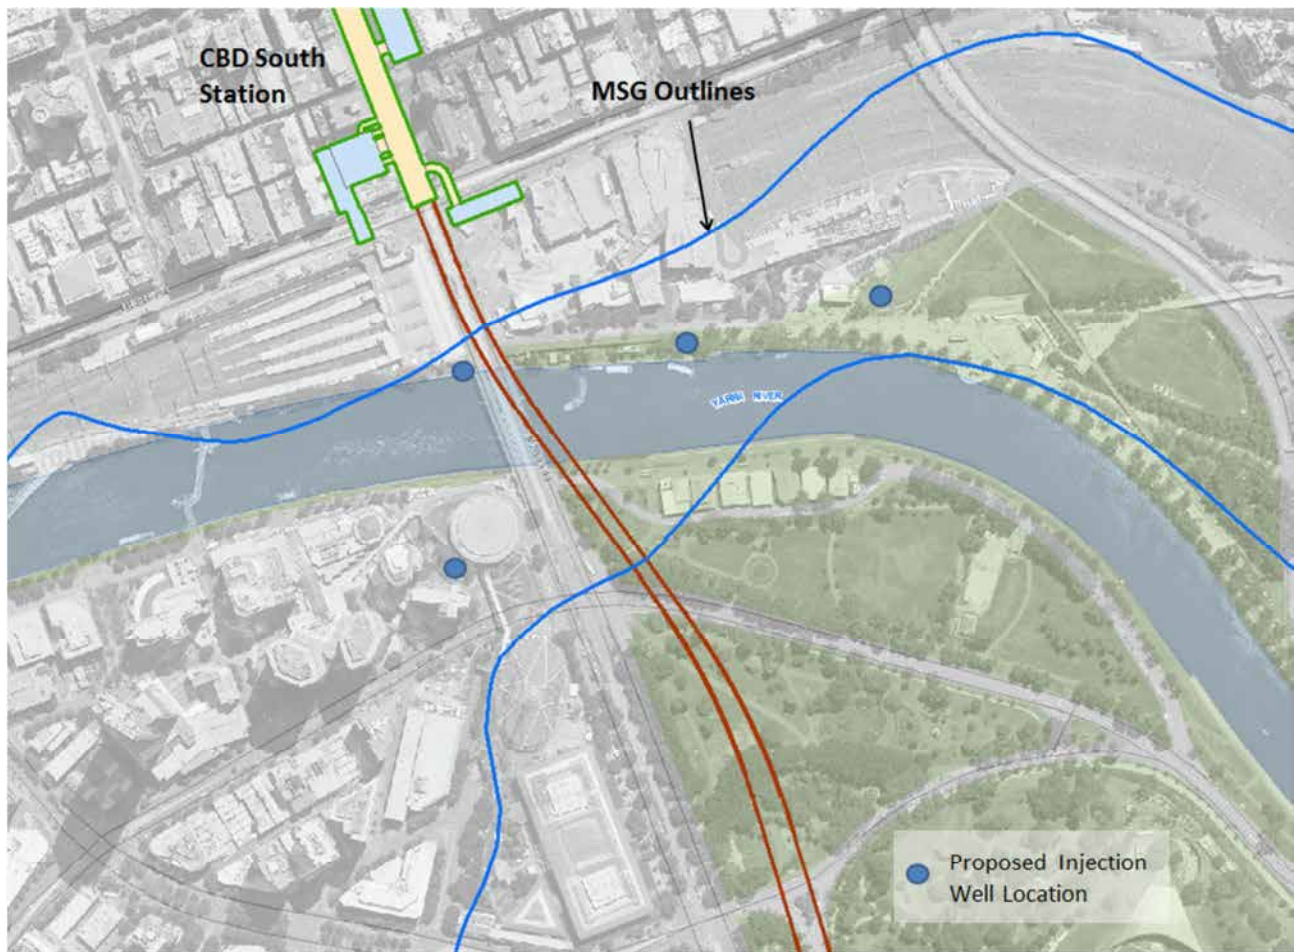 CBD South
Station
MSG Outlines
YARRA RIVER
Proposed Injection
Well Location